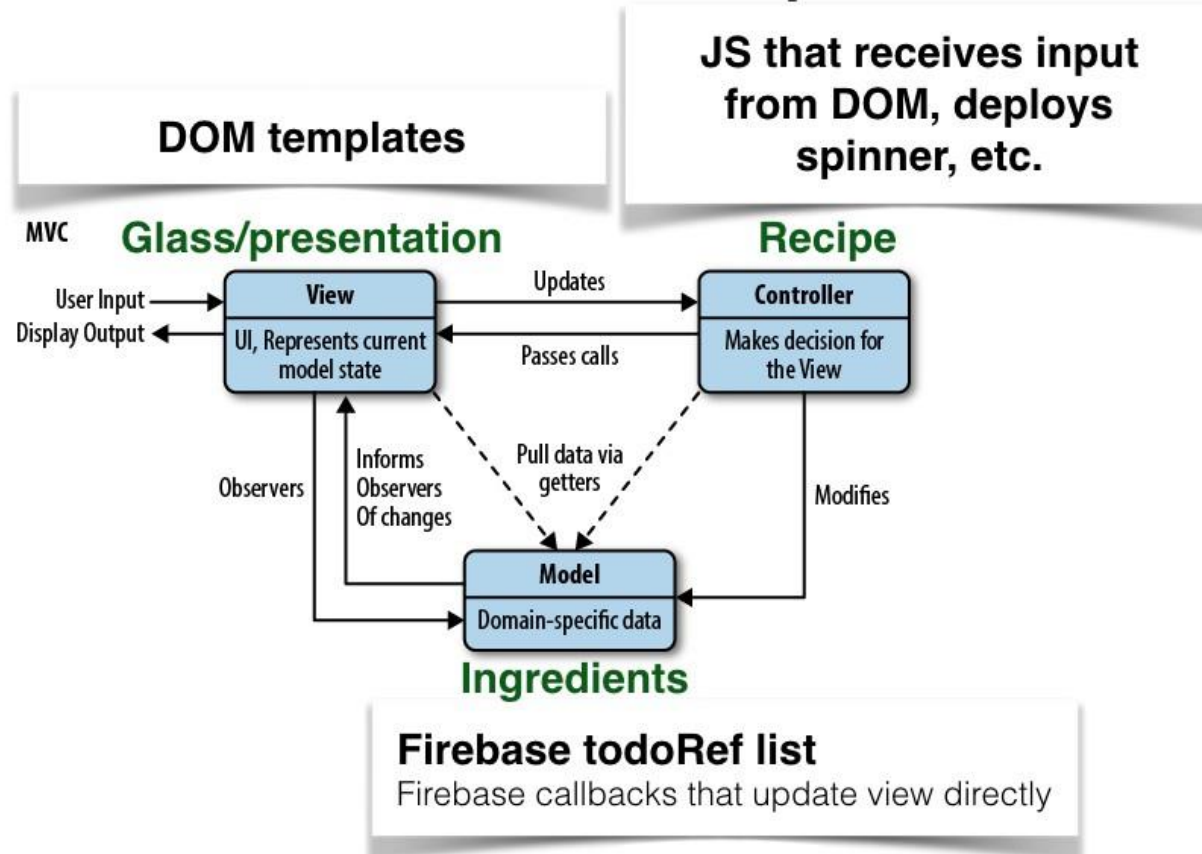 JS that receives input
from DOM, deploys
spinner, etc.
DOM templates
MVC
Glass/presentation
Recipe
User Input
Display Output
View
UI, Represents current
model state
Updates
Passes calls
Controller
Makes decision for
the View
Observers
Informs
Observers
Of changes
Pull data via
getters
Modifies
Model
Domain-specific data
Ingredients
Firebase todoRef list
Firebase callbacks that update view directly